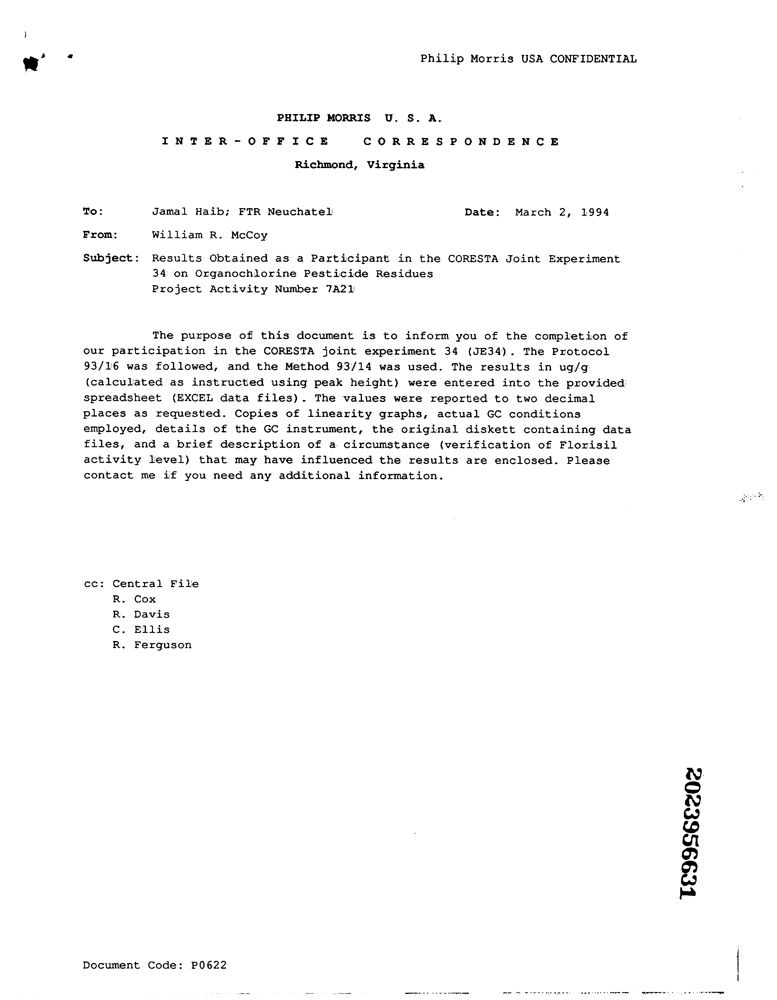 Philip Morris USA CONFIDENTIAL
PHILIP MORRIS U. S. A.
INTER-OFFICE CORRESPONDENCE
Richmond, Virginia
To: Jamal Haib; FTR Neuchatel Date: March 2, 1994
From: William R. McCoy
Subject: Results Obtained as a Participant in the CORESTA Joint Experiment
34 on Organochlorine Pesticide Residues
Project Activity Number 7A21
The purpose of this document is to inform you of the completion of
our participation in the CORESTA joint experiment 34 (JE34). The Protocol
93/16 was followed, and the Method 93/14 was used. The results in ug/g
(calculated as instructed using peak height) were entered into the provided
spreadsheet (EXCEL data files). The values were reported to two decimal
places as requested. Copies of linearity graphs, actual GC conditions
employed, details of the GC instrument, the original diskett containing data
files, and a brief description of a circumstance (verification of Florisil
activity level) that may have influenced the results are enclosed. Please
contact me if you need any additional information.
cc: Central File
R. Cox
R. Davis
C. Ellis
R. Ferguson
2023956631
Document Code: P0622